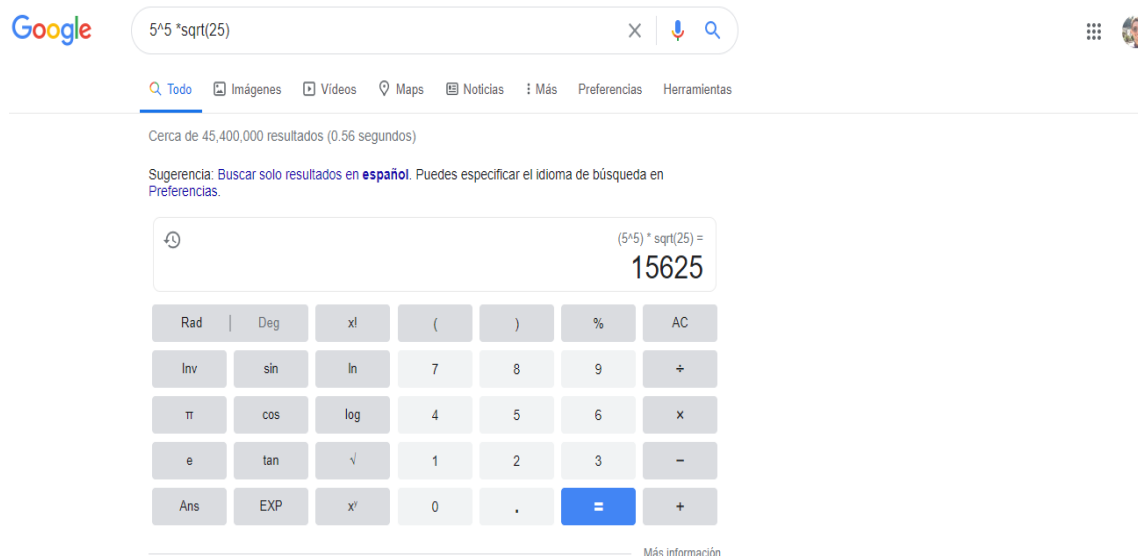 Google
5^5 *sqrt(25)
Todo Imágenes Vídeos Maps Noticias Más Preferencias Herramientas
Cerca de 45,400,000 resultados (0.56 segundos)
Sugerencia: Buscar solo resultados en español. Puedes especificar el idioma de búsqueda en
Preferencias.
(5^5) * sqrt(25) =
15625
Rad | Deg x! ( ) % AC
Inv sin ln 7 8 9 ÷
π cos log 4 5 6 ×
e tan √ 1 2 3 −
Ans EXP xʸ 0 . = +
Más información